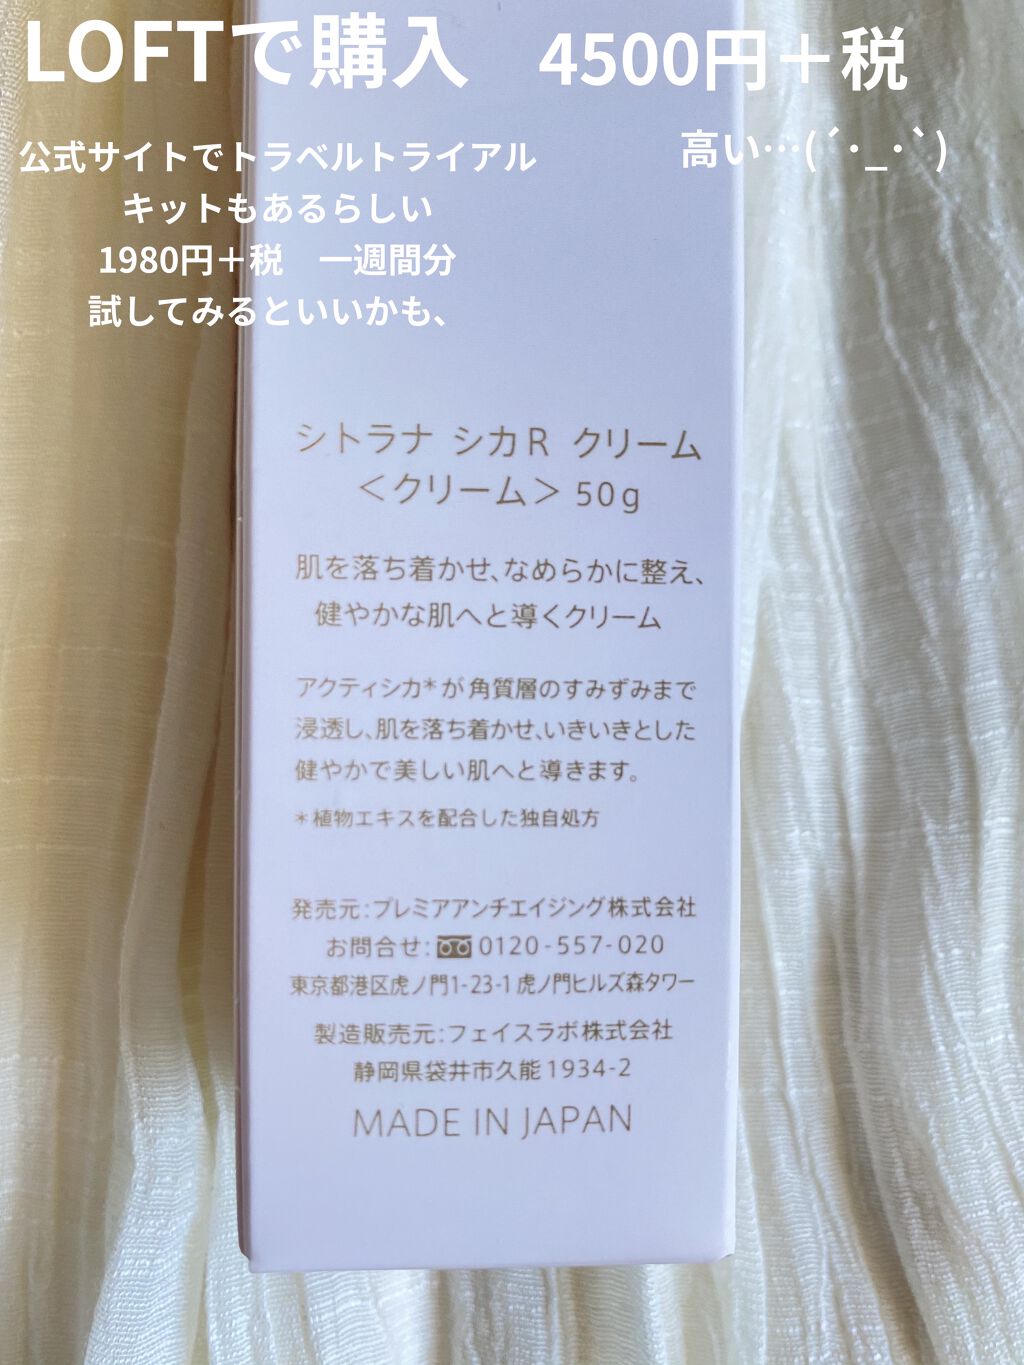 LOFTで購入　4500円＋税
高い…(´･_･`)
公式サイトでトラベルトライアル
キットもあるらしい
1980円＋税　一週間分
試してみるといいかも、
シトラナ シカR クリーム
＜クリーム＞ 50g
肌を落ち着かせ、なめらかに整え、
健やかな肌へと導くクリーム
アクティシカ＊が角質層のすみずみまで
浸透し、肌を落ち着かせ、いきいきとした
健やかで美しい肌へと導きます。
＊植物エキスを配合した独自処方
発売元：プレミアアンチエイジング株式会社
お問合せ：0120-557-020
東京都港区虎ノ門1-23-1 虎ノ門ヒルズ森タワー
製造販売元：フェイスラボ株式会社
静岡県袋井市久能1934-2
MADE IN JAPAN